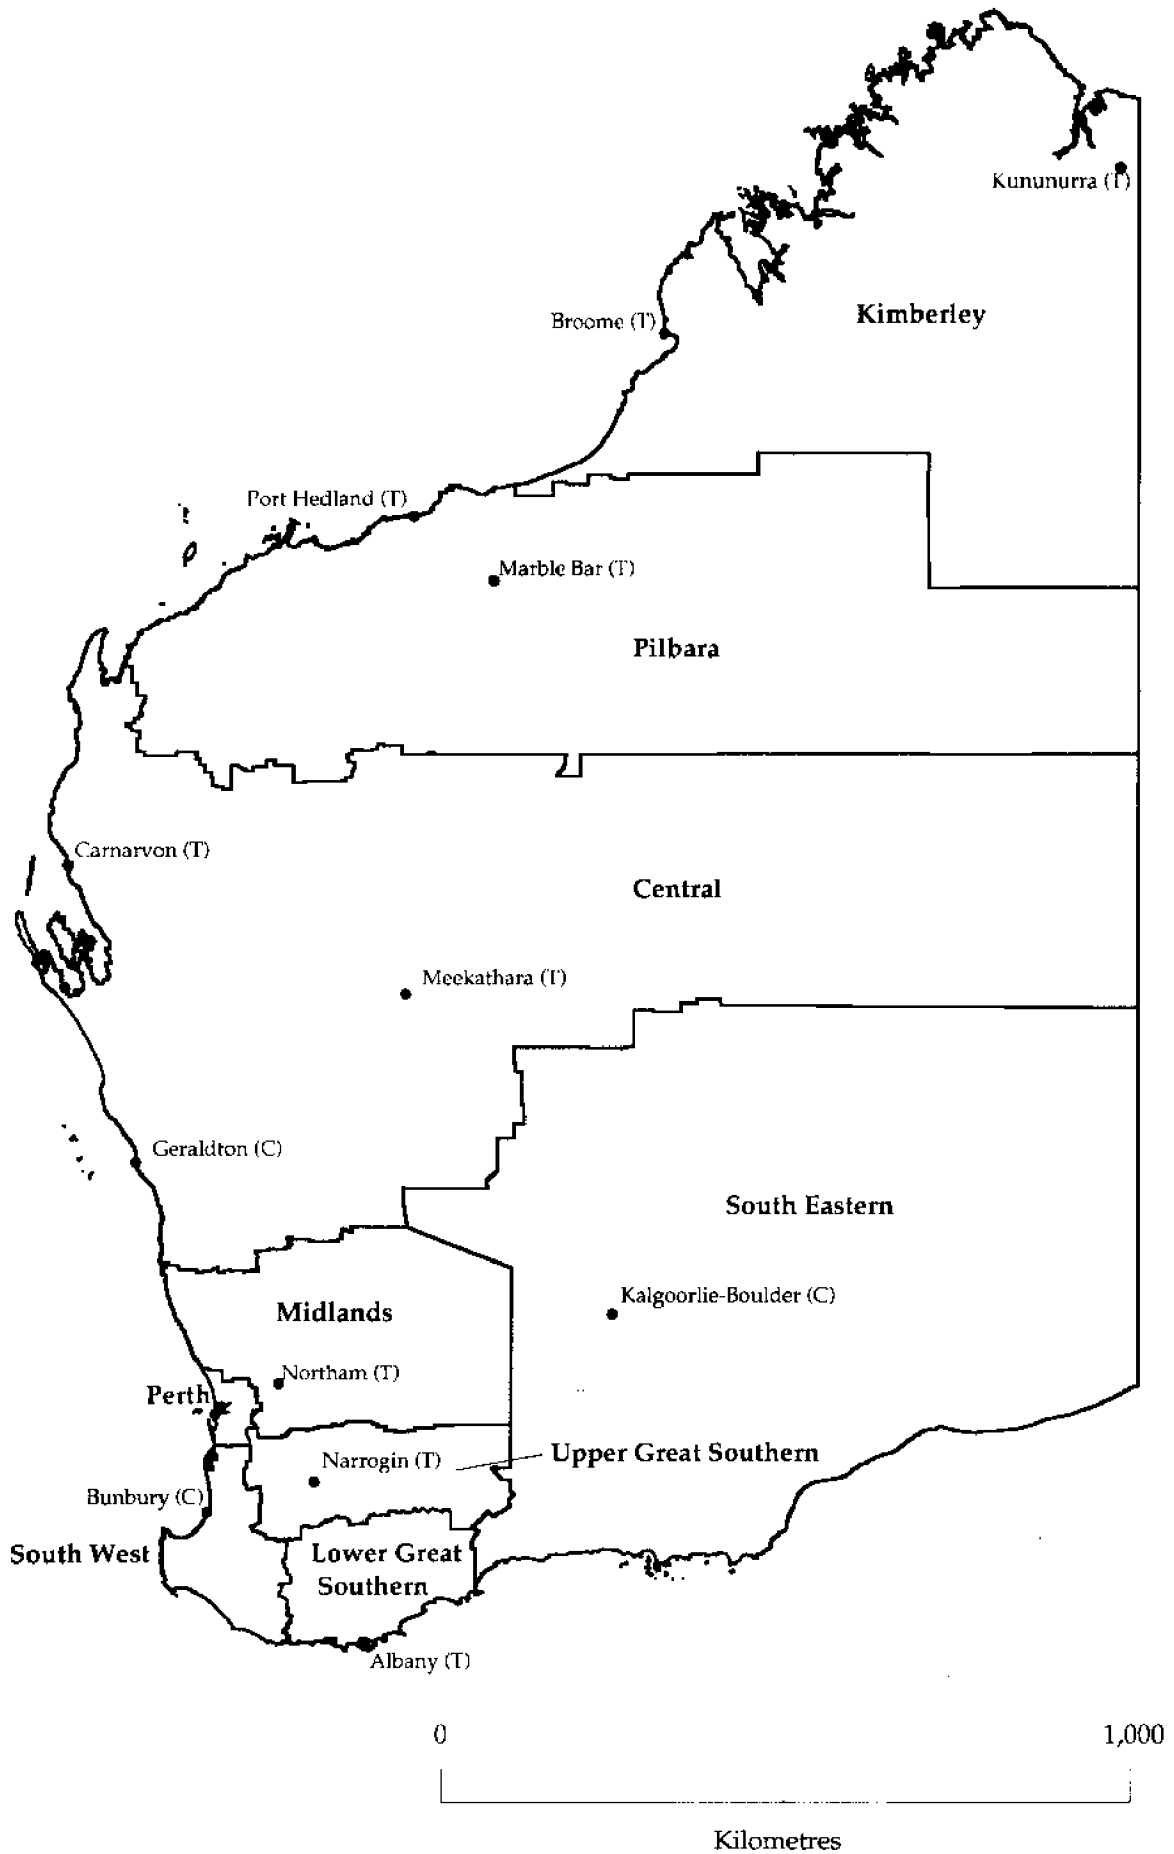 Kununurra (T)
Kimberley
Broome (T)
Port Hedland (T)
Marble Bar (T)
Pilbara
Carnarvon (T)
Central
Meekathara (T)
Geraldton (C)
South Eastern
Kalgoorlie-Boulder (C)
Midlands
Northam (T)
Perth
Upper Great Southern
Narrogin (T)
Bunbury (C)
South West
Lower Great
Southern
Albany (T)
0
1,000
Kilometres